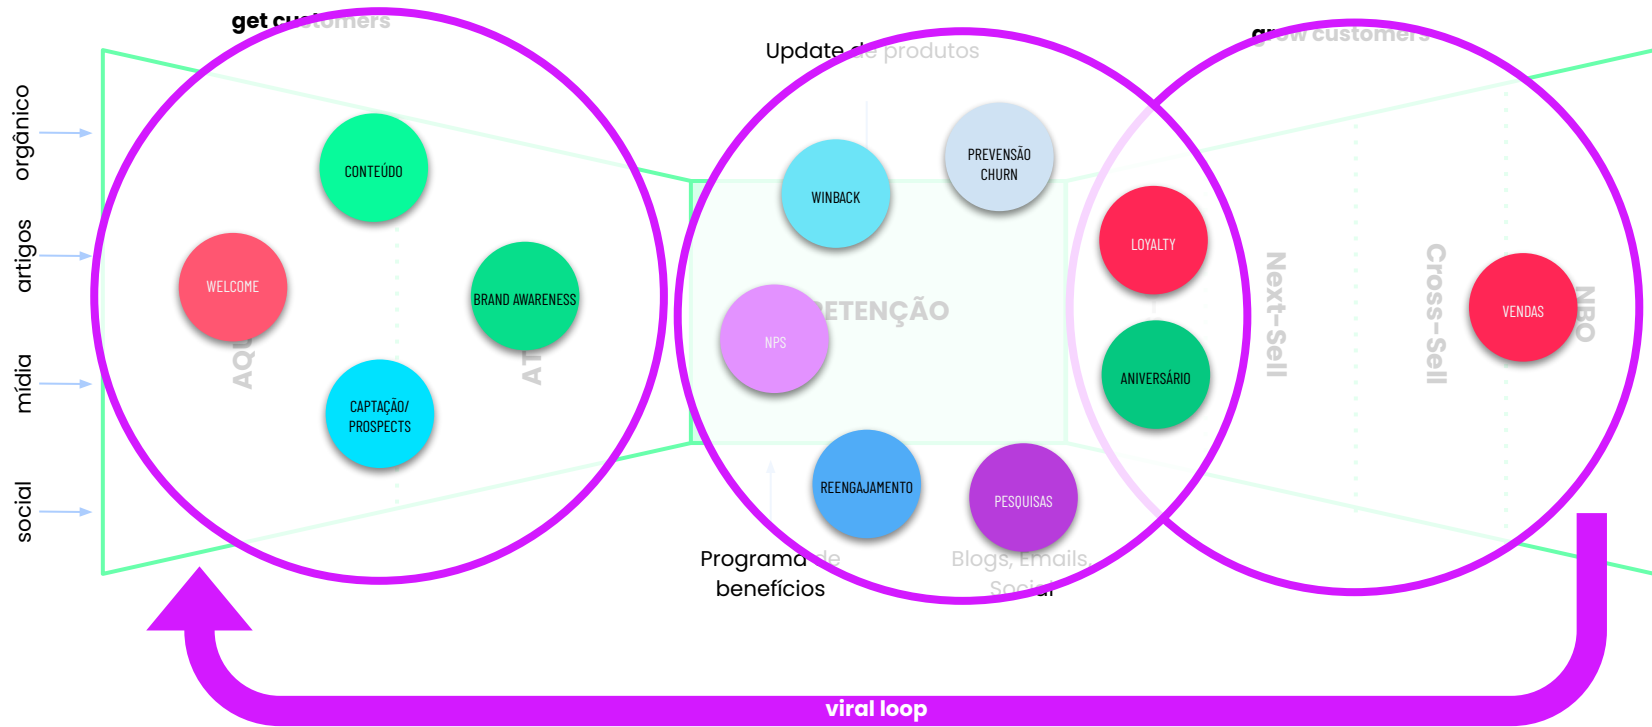 get customers
grow customers
Update de produtos
orgânico
artigos
mídia
social
CONTEÚDO
WELCOME
BRAND AWARENESS
CAPTAÇÃO/
PROSPECTS
WINBACK
PREVENSÃO
CHURN
NPS
RETENÇÃO
REENGAJAMENTO
PESQUISAS
LOYALTY
ANIVERSÁRIO
Next-Sell
Cross-Sell
VENDAS
NBO
Programa de
benefícios
Blogs, Emails,
Social
viral loop